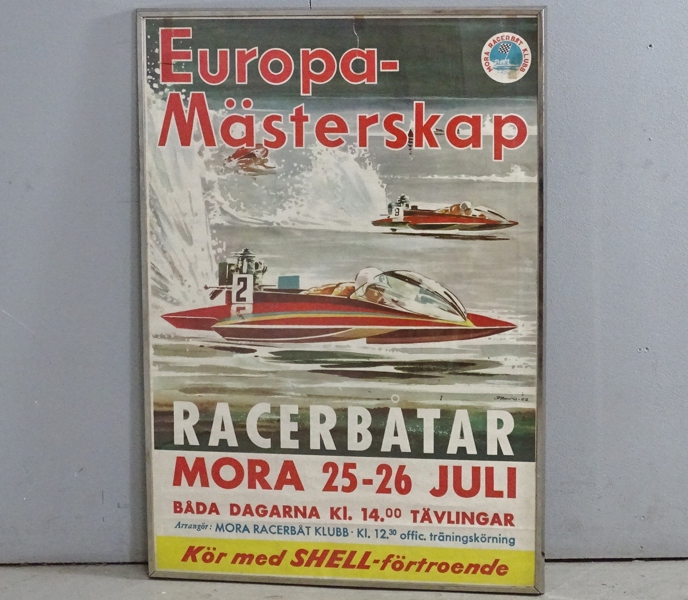 Europa-
Mästerskap
MORA RACERBÅT KLUBB
9
2
RACERBÅTAR
MORA 25-26 JULI
BÅDA DAGARNA Kl. 14.00 TÄVLINGAR
Arrangör: MORA RACERBÅT KLUBB · Kl. 12.30 offic. träningskörning
Kör med SHELL-förtroende